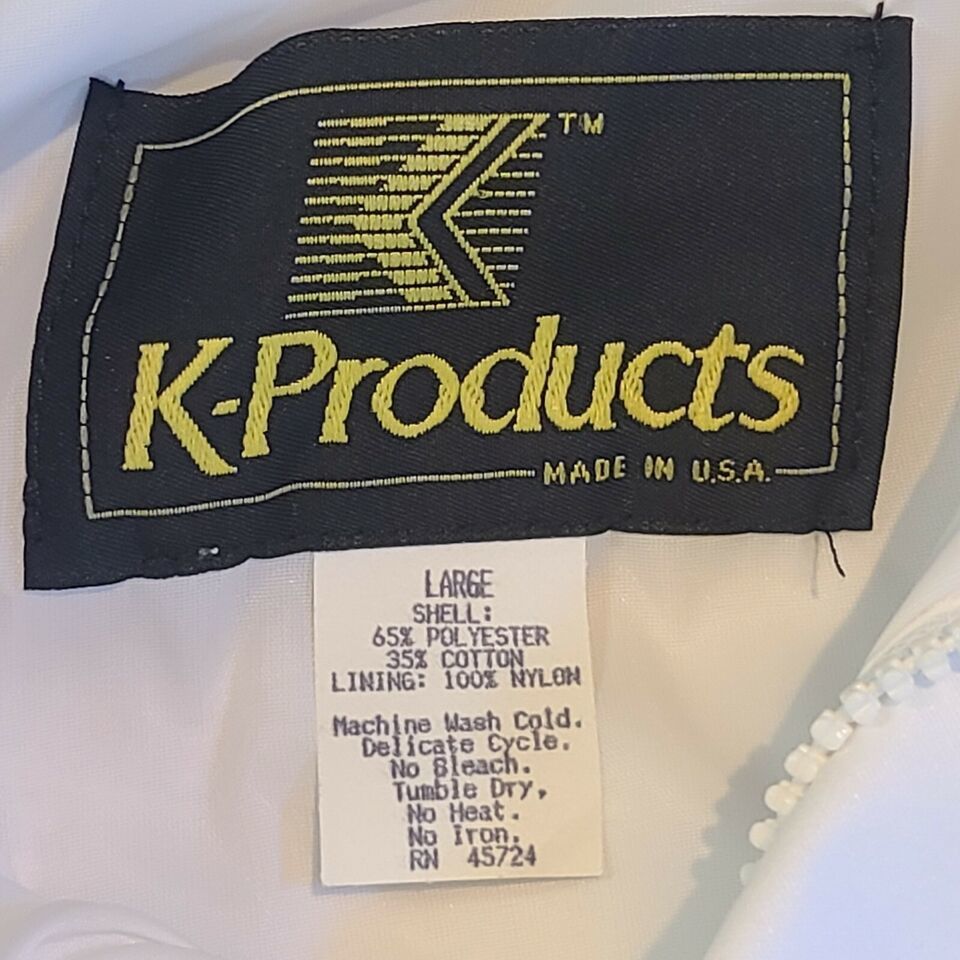 K TM
K-Products
MADE IN U.S.A.
LARGE
SHELL:
65% POLYESTER
35% COTTON
LINING: 100% NYLON
Machine Wash Cold.
Delicate Cycle.
No Bleach.
Tumble Dry,
No Heat.
No Iron.
RN 45724